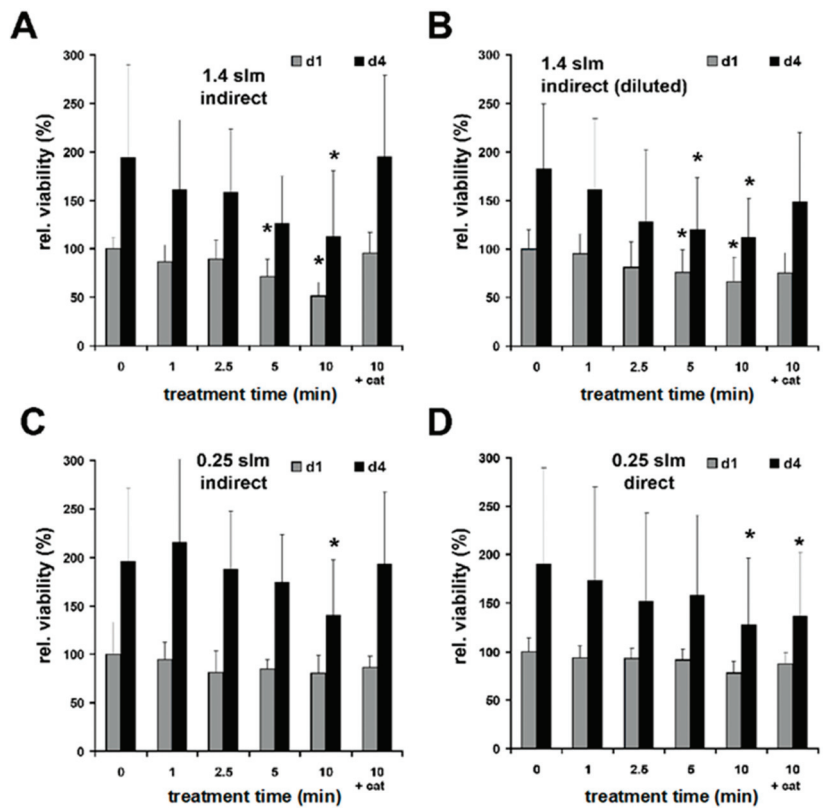 A
1.4 slm
indirect
d1 d4
rel. viability (%)
300
250
200
150
100
50
0
* * *
0 1 2.5 5 10 10
+ cat
treatment time (min)
B
1.4 slm
indirect (diluted)
d1 d4
rel. viability (%)
300
250
200
150
100
50
0
* * * *
0 1 2.5 5 10 10
+ cat
treatment time (min)
C
0.25 slm
indirect
d1 d4
rel. viability (%)
300
250
200
150
100
50
0
*
0 1 2.5 5 10 10
+ cat
treatment time (min)
D
0.25 slm
direct
d1 d4
rel. viability (%)
300
250
200
150
100
50
0
* *
0 1 2.5 5 10 10
+ cat
treatment time (min)